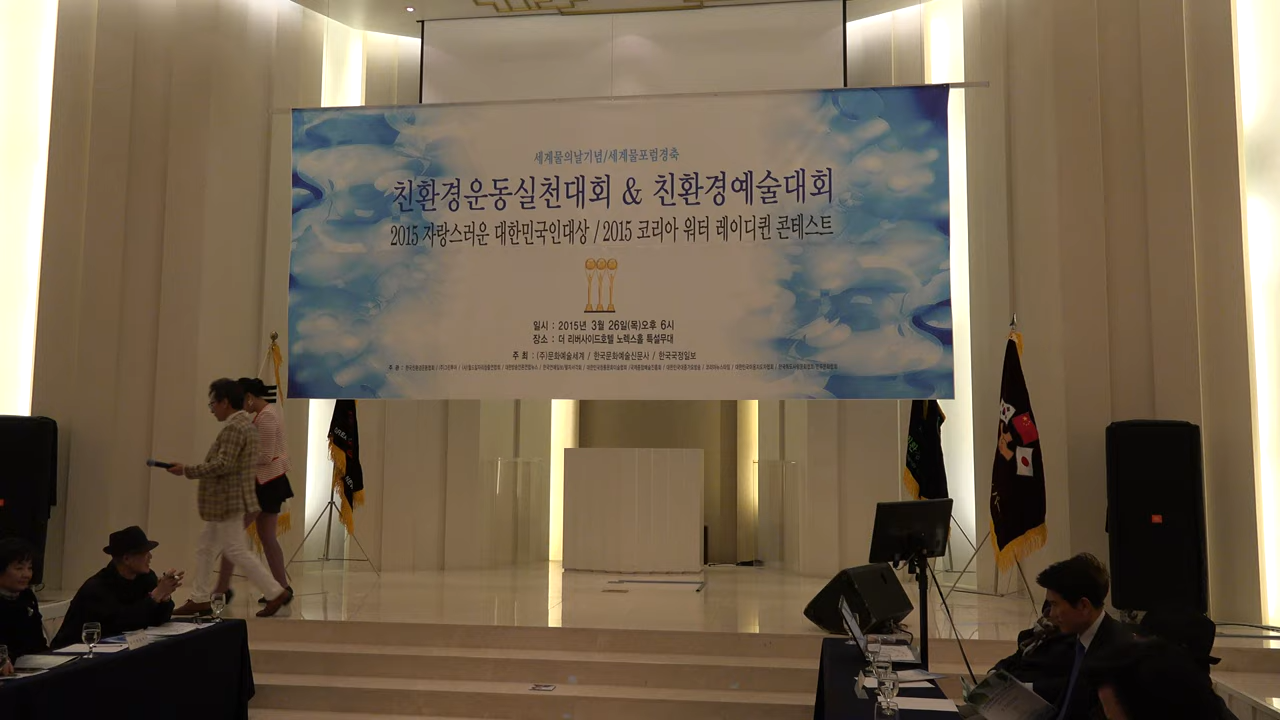 세계물의날기념/세계물포럼경축
친환경운동실천대회 & 친환경예술대회
2015 자랑스러운 대한민국인대상 / 2015 코리아 워터 레이디퀸 콘테스트
일시 : 2015년 3월 26일(목)오후 6시
장소 : 더 리버사이드호텔 노렉스홀 특설무대
주 최 : (주)문화예술세계 / 한국문화예술신문사 / 한국국정일보